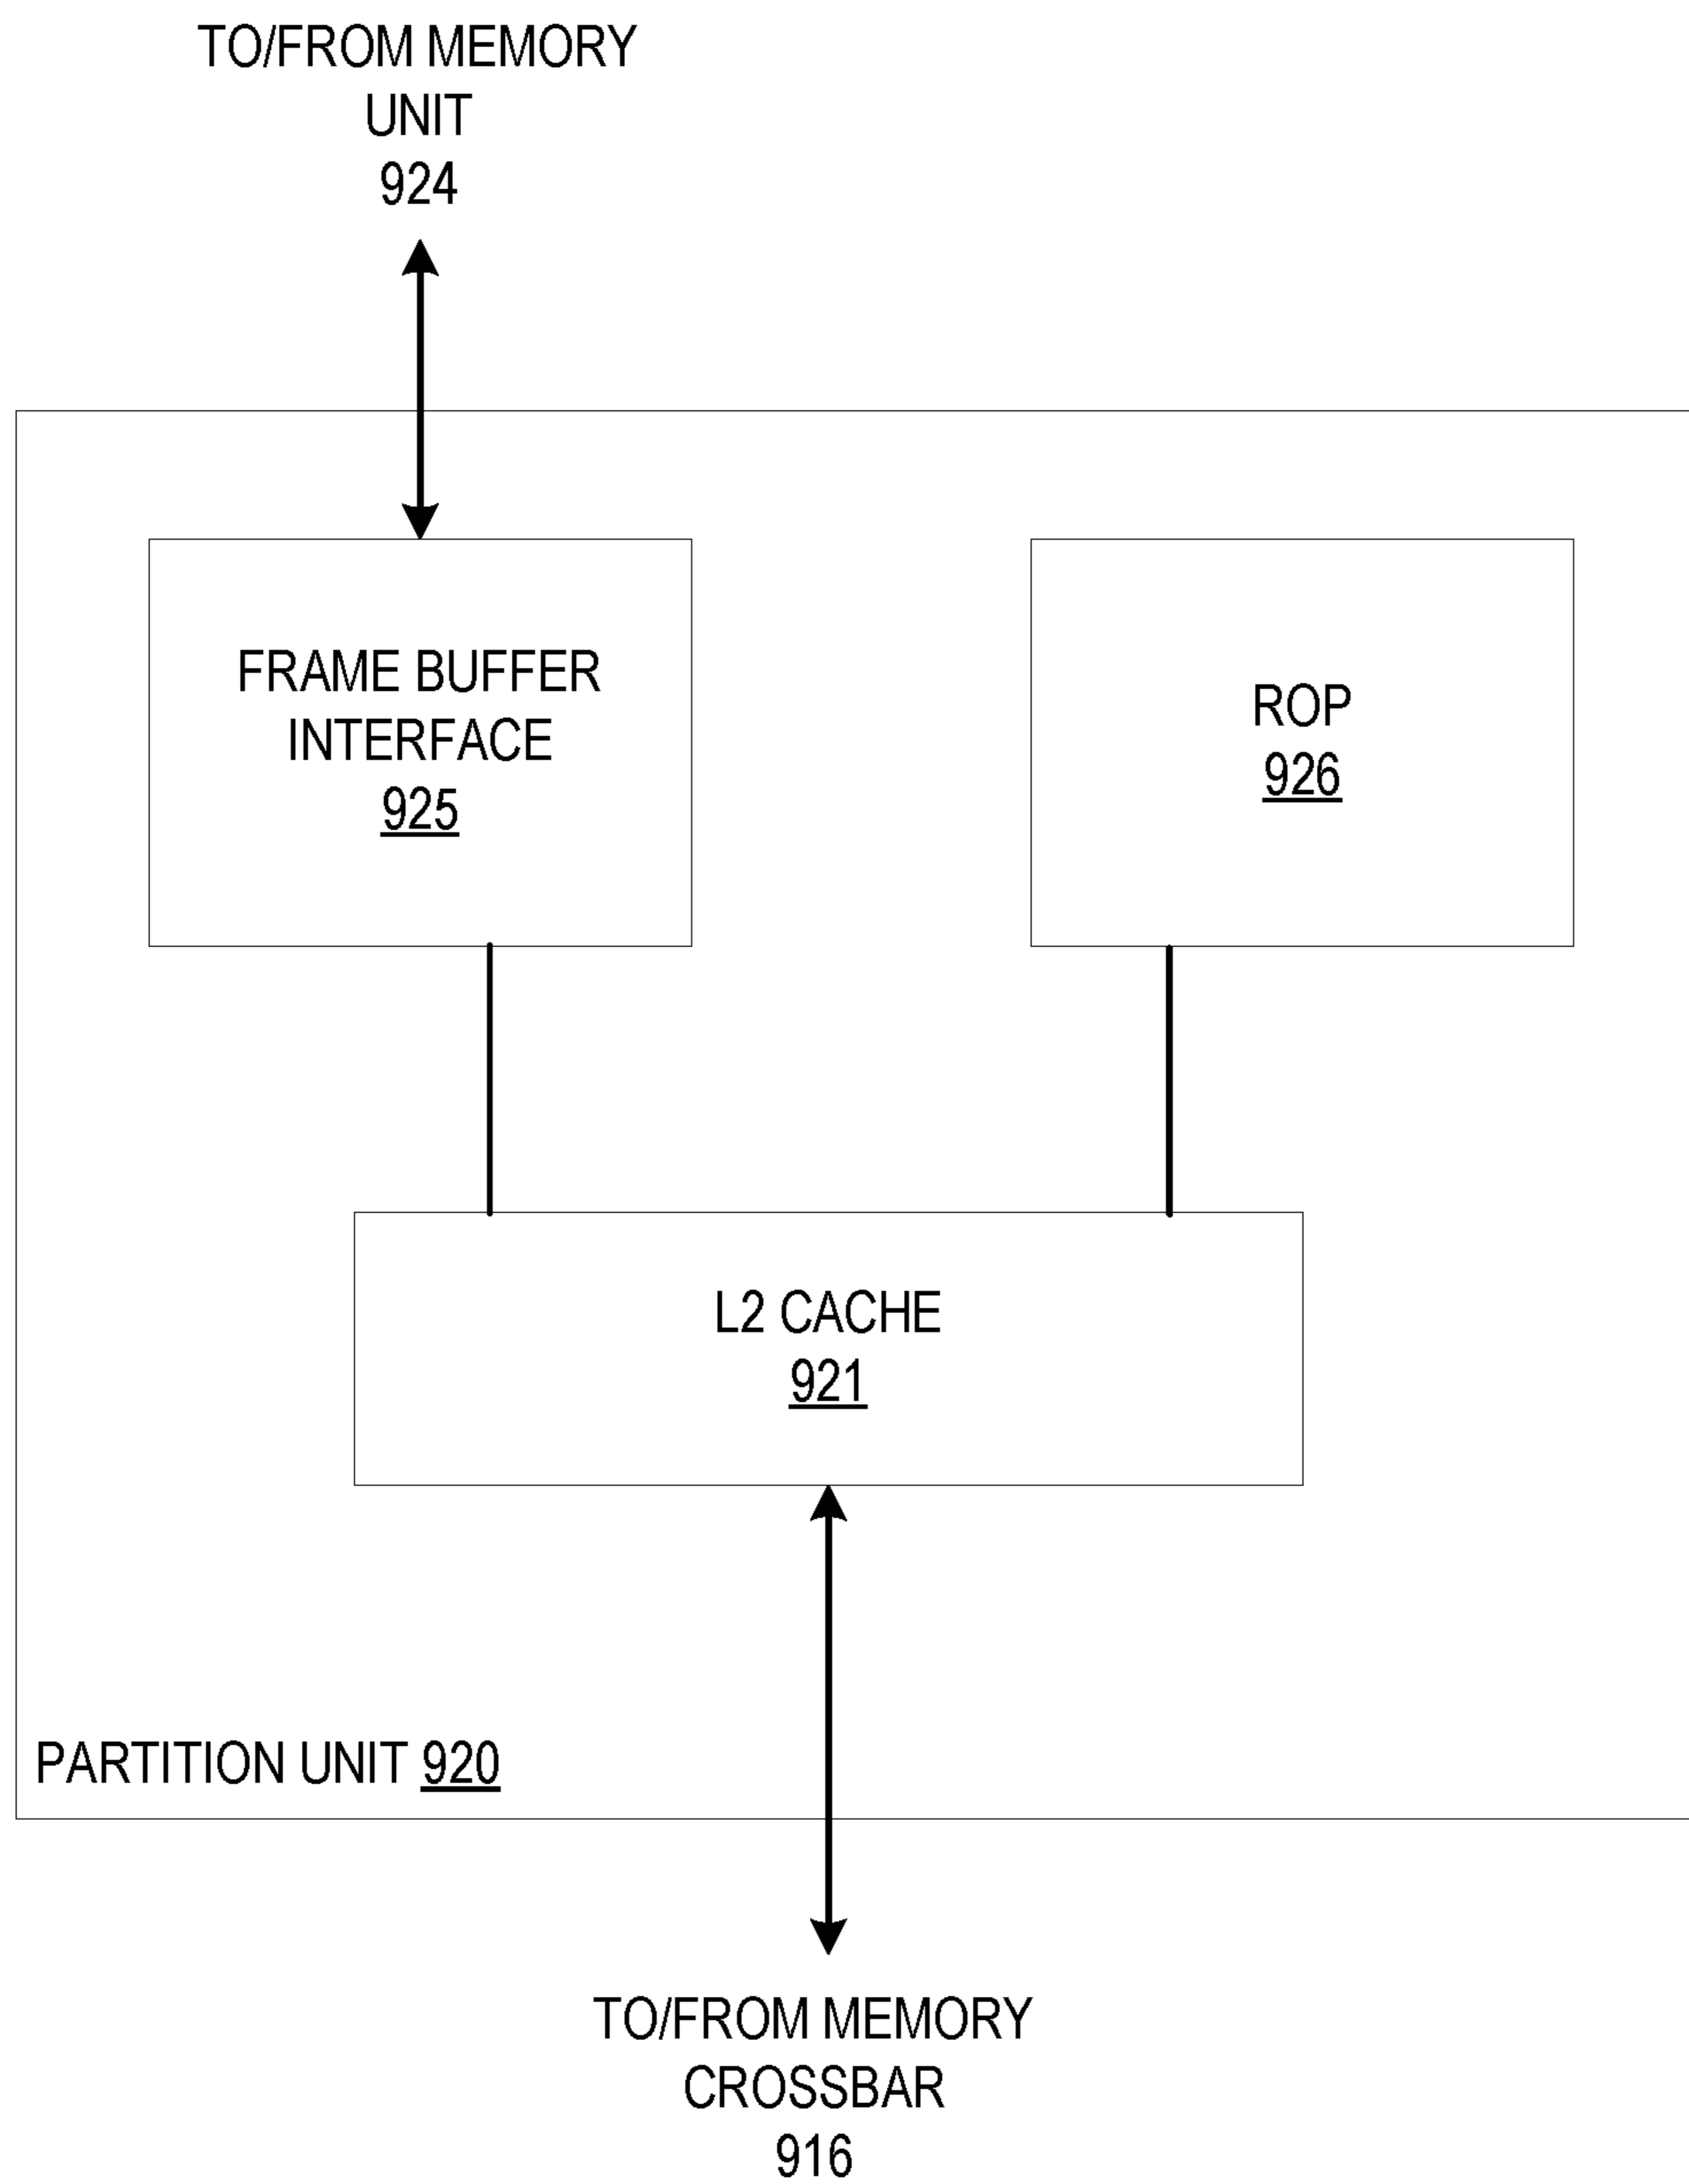 TO/FROM MEMORY
UNIT
924
FRAME BUFFER
INTERFACE
925
ROP
926
L2 CACHE
921
PARTITION UNIT 920
TO/FROM MEMORY
CROSSBAR
916